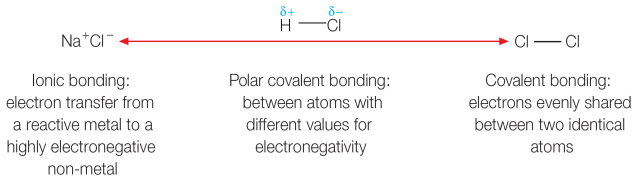 δ+ δ−
H — Cl
Na⁺Cl⁻
Cl — Cl
Ionic bonding:
electron transfer from
a reactive metal to a
highly electronegative
non-metal
Polar covalent bonding:
between atoms with
different values for
electronegativity
Covalent bonding:
electrons evenly shared
between two identical
atoms